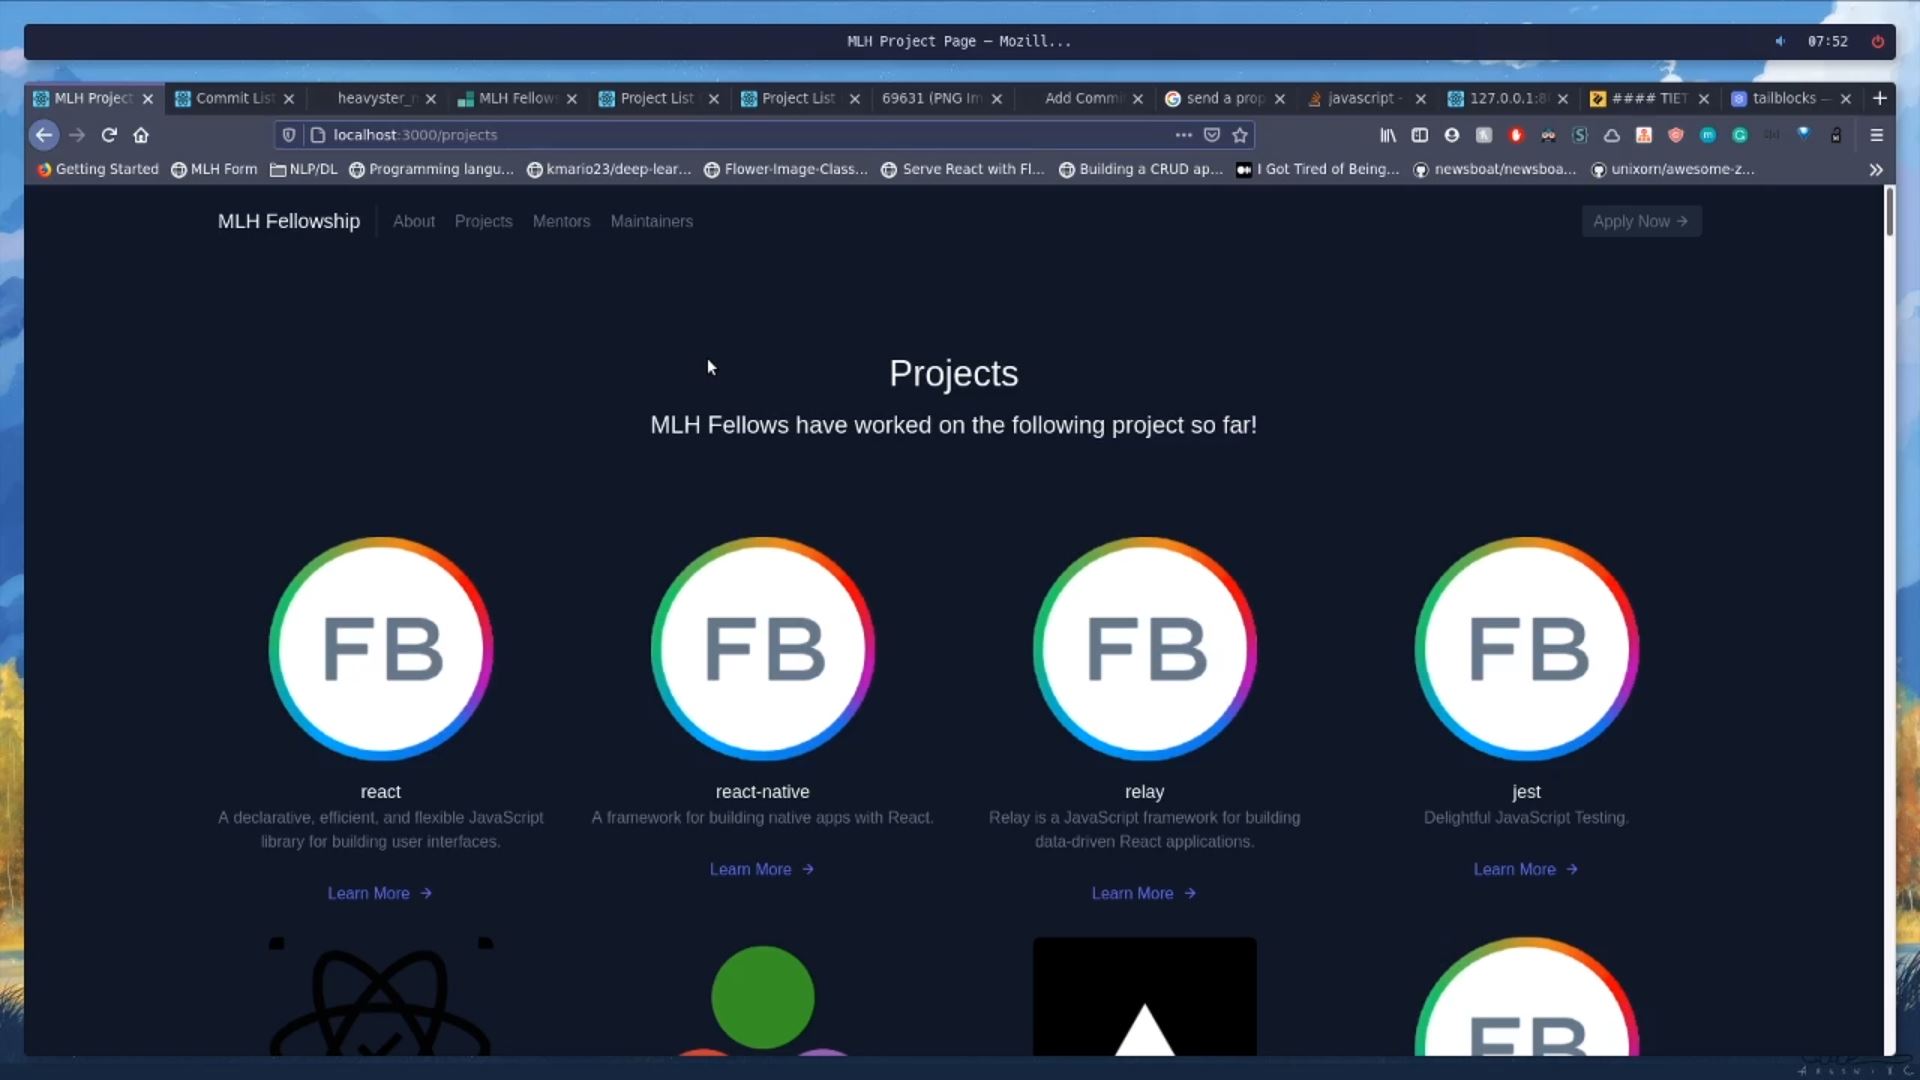 MLH Project Page — Mozill...
07:52
MLH Project
Commit List
heavyster_
MLH Fellows
Project List
Project List
69631 (PNG Im
Add Commi
send a prop
javascript -
127.0.0.1:8
#### TIET
tailblocks —
localhost:3000/projects
Getting Started
MLH Form
NLP/DL
Programming langu...
kmario23/deep-lear...
Flower-Image-Class...
Serve React with Fl...
Building a CRUD ap...
I Got Tired of Being...
newsboat/newsboa...
unixorn/awesome-z...
MLH Fellowship
About
Projects
Mentors
Maintainers
Apply Now →
Projects
MLH Fellows have worked on the following project so far!
FB
FB
FB
FB
react
react-native
relay
jest
A declarative, efficient, and flexible JavaScript
library for building user interfaces.
A framework for building native apps with React.
Relay is a JavaScript framework for building
data-driven React applications.
Delightful JavaScript Testing.
Learn More →
Learn More →
Learn More →
Learn More →
FB